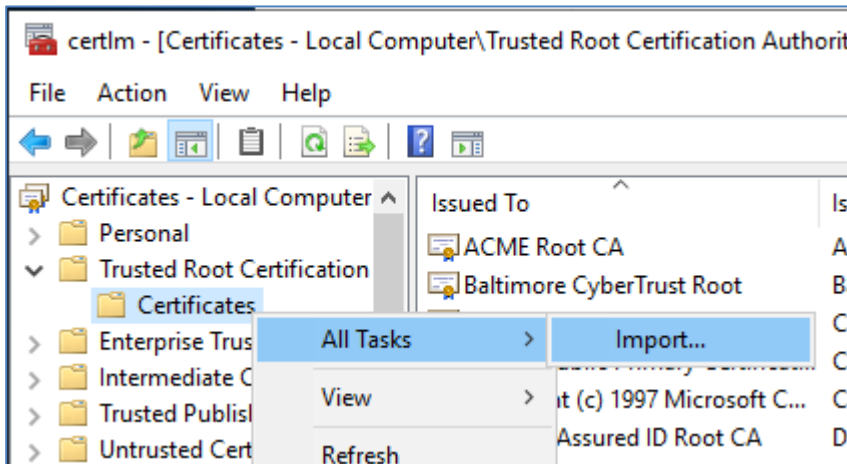 certlm - [Certificates - Local Computer\Trusted Root Certification Authorit
File Action View Help
Certificates - Local Computer
Personal
Trusted Root Certification
Certificates
Enterprise Trus
Intermediate C
Trusted Publis
Untrusted Cert
Issued To
Is
ACME Root CA
A
Baltimore CyberTrust Root
B
C
C
t (c) 1997 Microsoft C...
C
Assured ID Root CA
D
All Tasks
View
Refresh
Import...